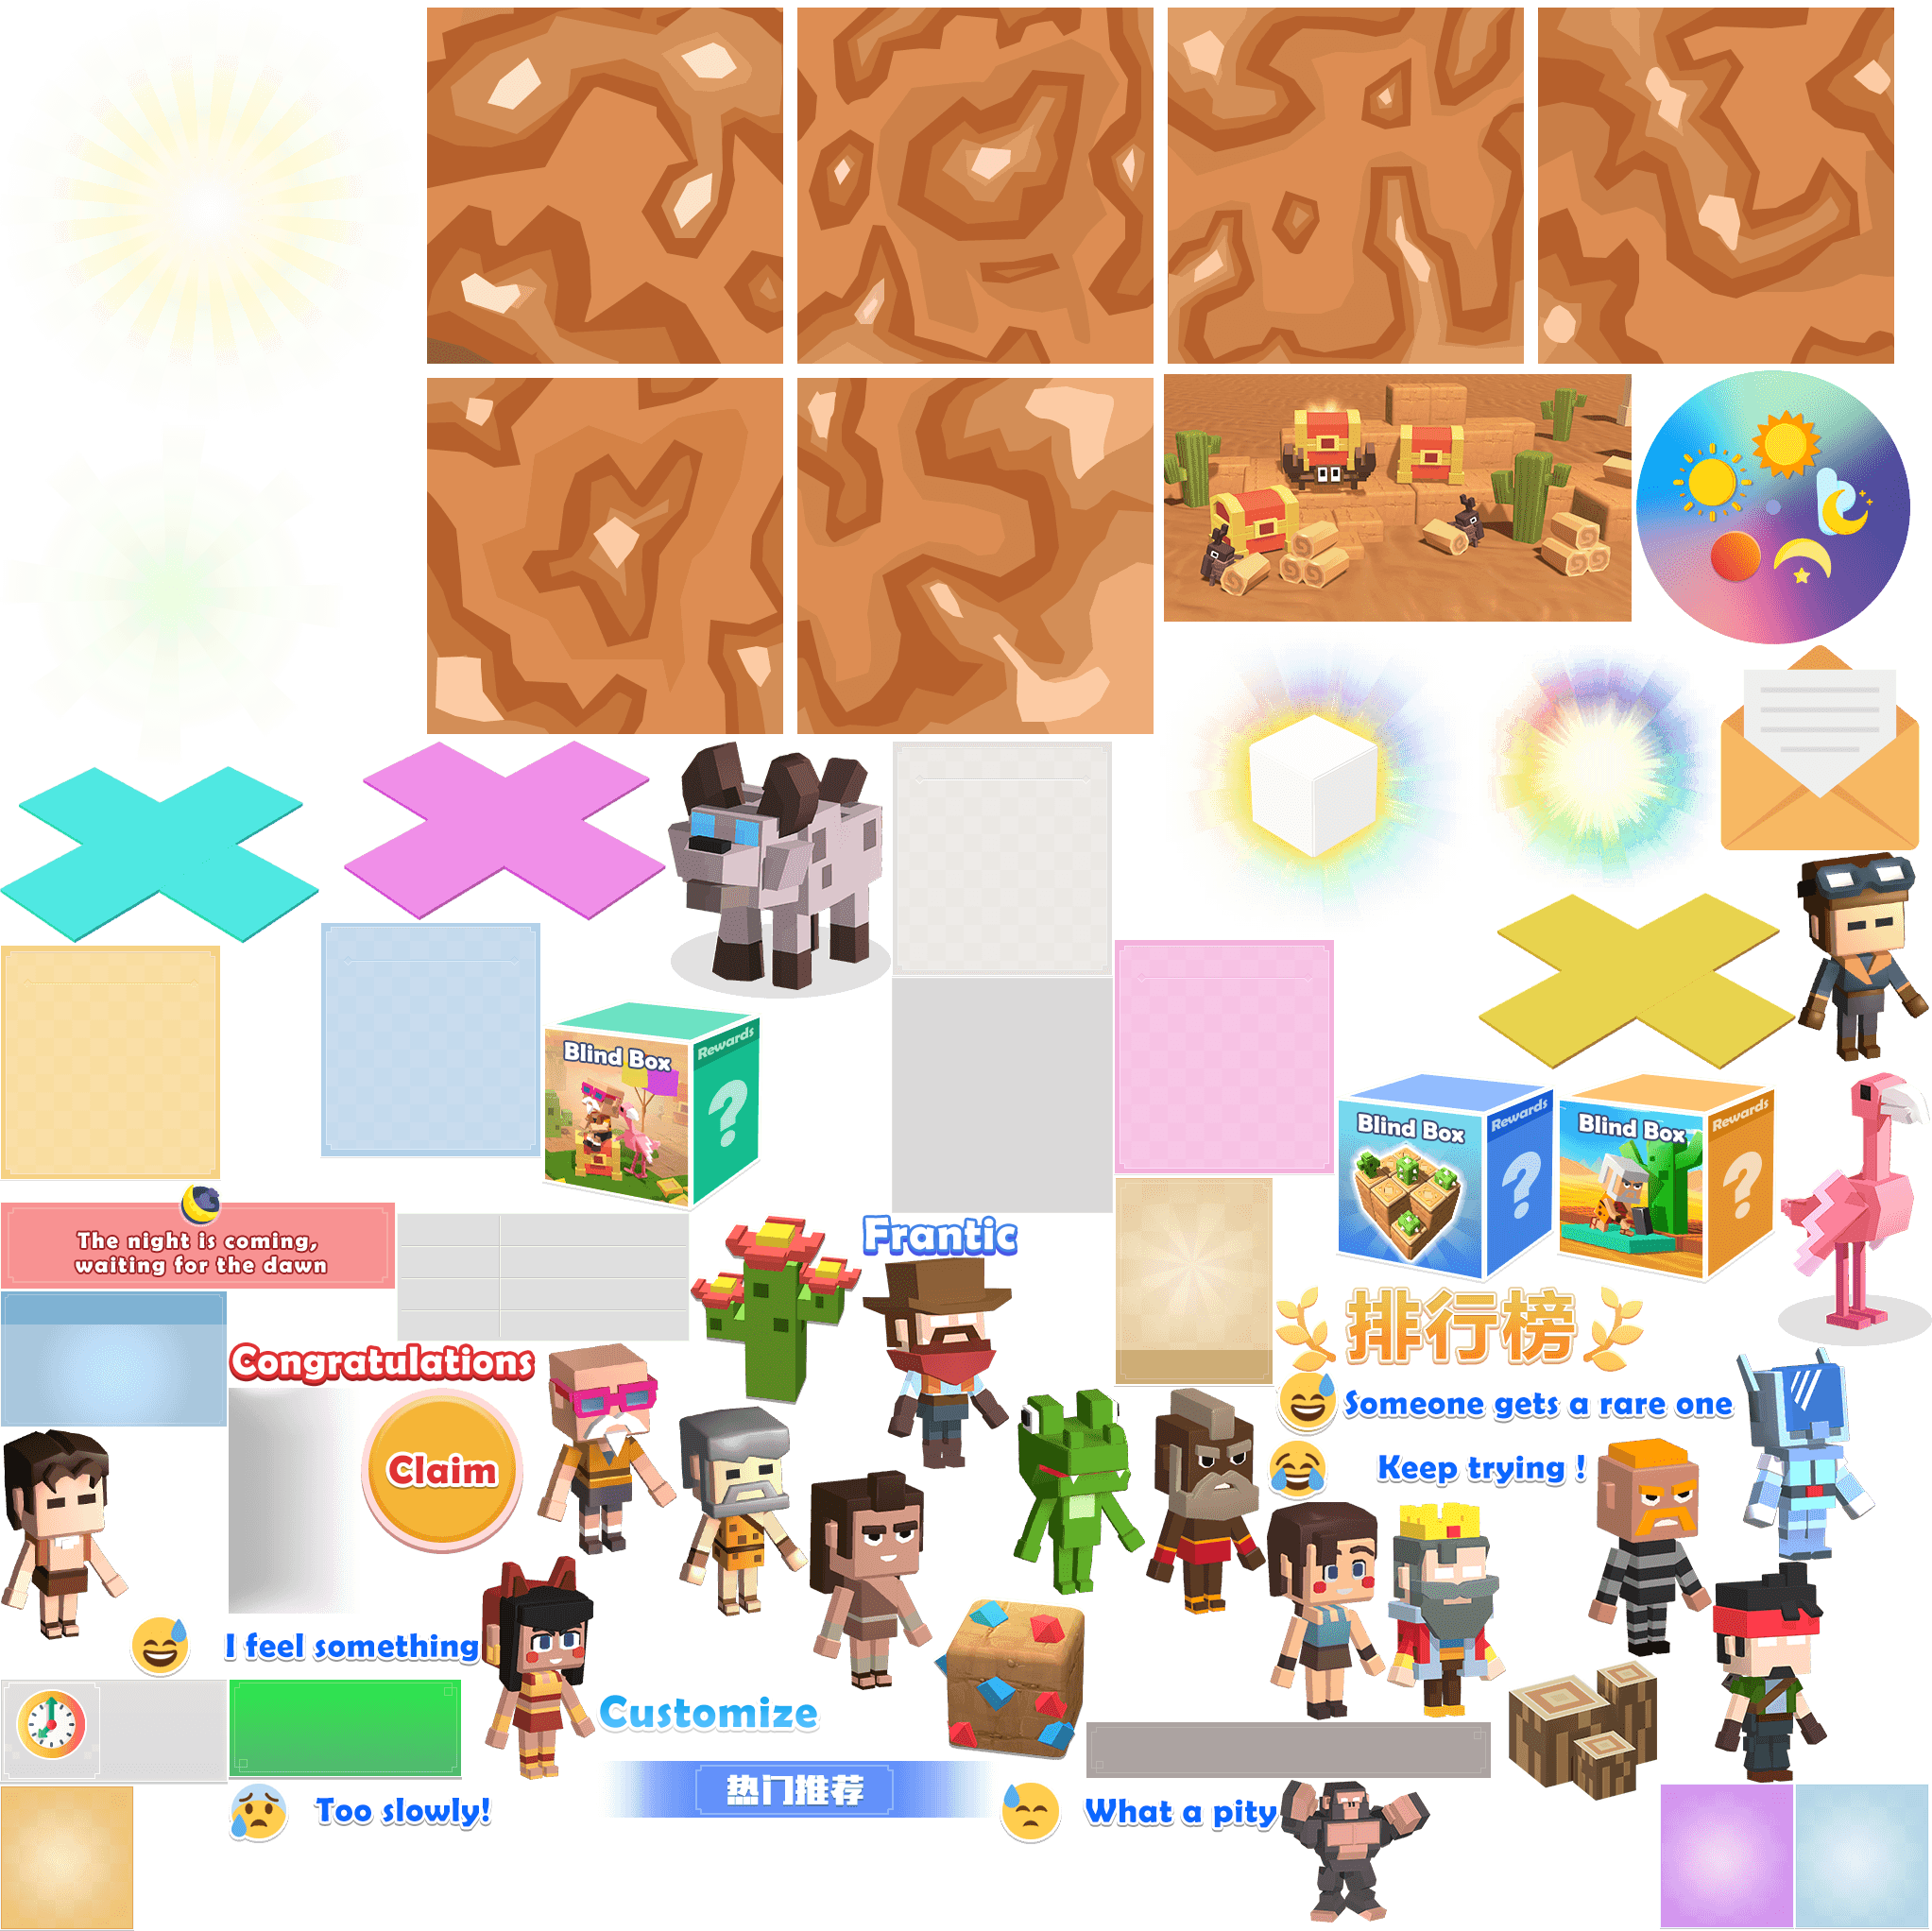 Blind Box
Rewards
?
Blind Box
Rewards
?
Blind Box
Rewards
?
The night is coming,
waiting for the dawn
Frantic
排行榜
Congratulations
Someone gets a rare one
Claim
Keep trying !
I feel something
Customize
热门推荐
Too slowly!
What a pity